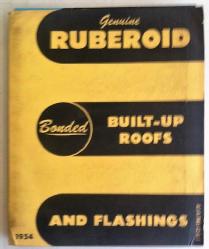 Genuine
RUBEROID
Bonded
BUILT-UP
ROOFS
AND FLASHINGS
1954